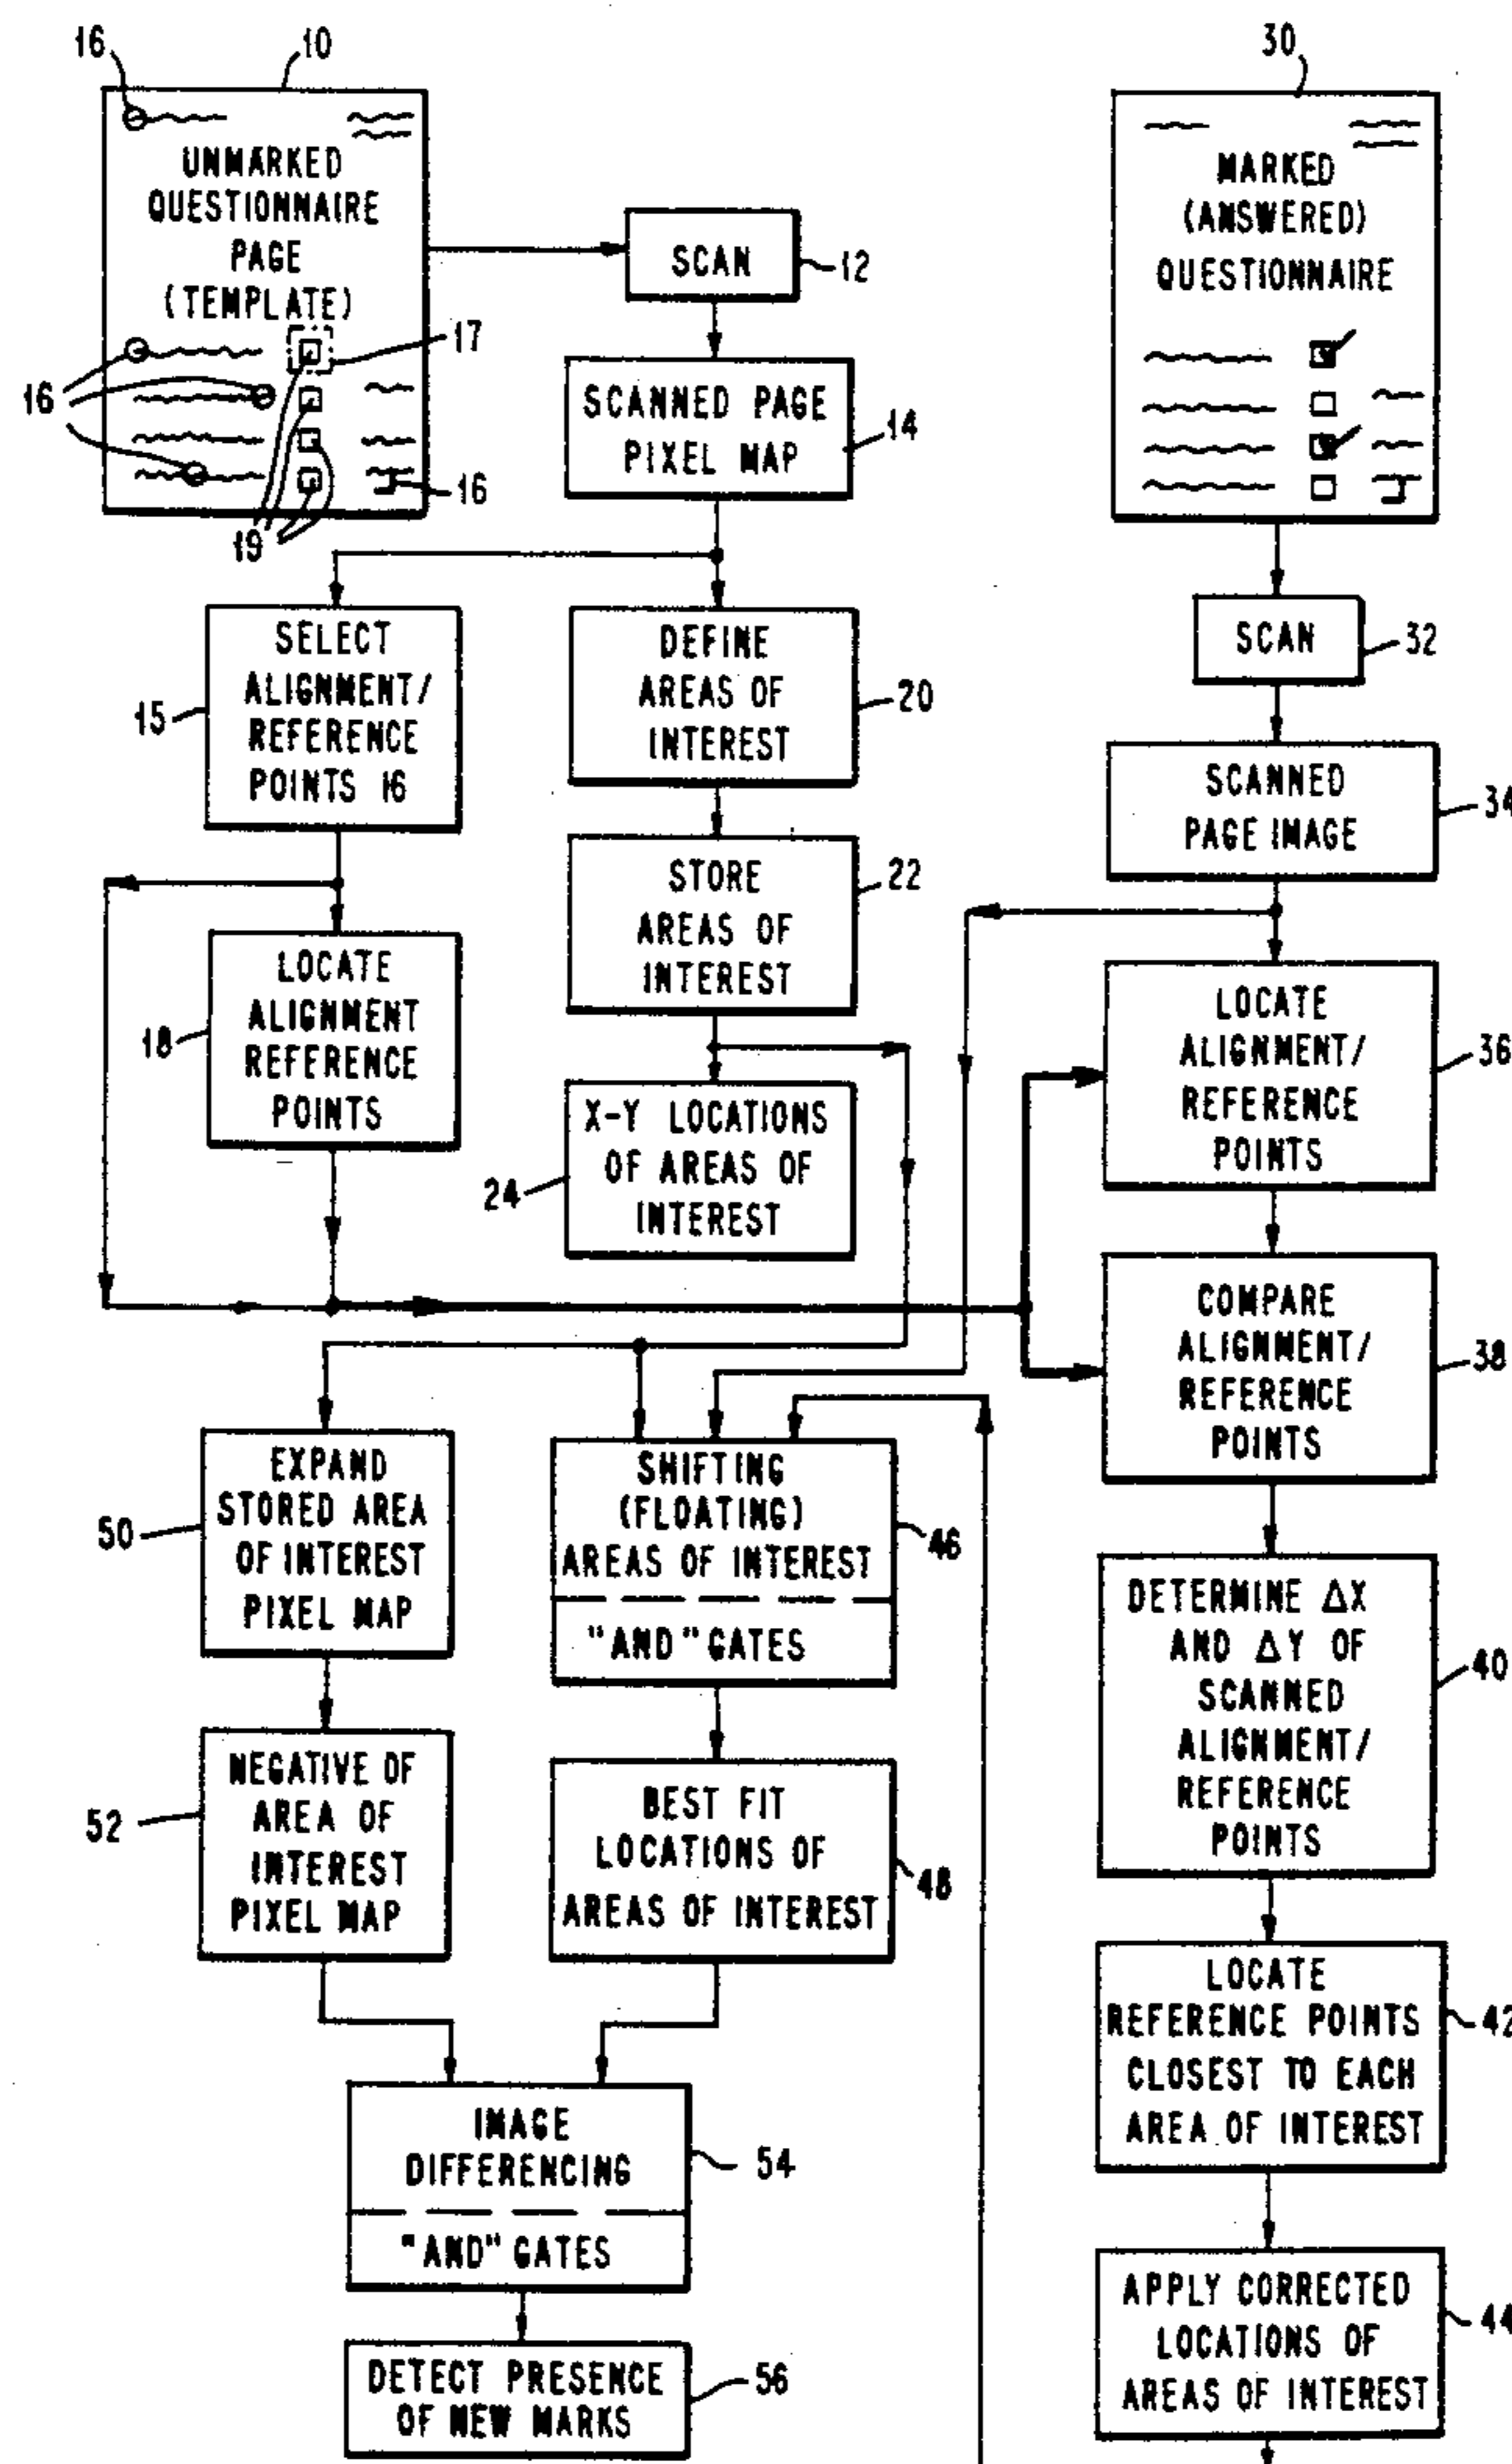 16
10
UNMARKED
QUESTIONNAIRE
PAGE
(TEMPLATE)
17
16
16
19
SCAN
12
SCANNED PAGE
PIXEL MAP
14
SELECT
ALIGNMENT/
REFERENCE
POINTS 16
15
DEFINE
AREAS OF
INTEREST
20
STORE
AREAS OF
INTEREST
22
LOCATE
ALIGNMENT
REFERENCE
POINTS
18
X-Y LOCATIONS
OF AREAS OF
INTEREST
24
30
MARKED
(ANSWERED)
QUESTIONNAIRE
SCAN
32
SCANNED
PAGE IMAGE
34
LOCATE
ALIGNMENT/
REFERENCE
POINTS
36
COMPARE
ALIGNMENT/
REFERENCE
POINTS
38
DETERMINE ΔX
AND ΔY OF
SCANNED
ALIGNMENT/
REFERENCE
POINTS
40
LOCATE
REFERENCE POINTS
CLOSEST TO EACH
AREA OF INTEREST
42
APPLY CORRECTED
LOCATIONS OF
AREAS OF INTEREST
44
EXPAND
STORED AREA
OF INTEREST
PIXEL MAP
50
SHIFTING
(FLOATING)
AREAS OF INTEREST
"AND" GATES
46
NEGATIVE OF
AREA OF
INTEREST
PIXEL MAP
52
BEST FIT
LOCATIONS OF
AREAS OF INTEREST
48
IMAGE
DIFFERENCING
"AND" GATES
54
DETECT PRESENCE
OF NEW MARKS
56